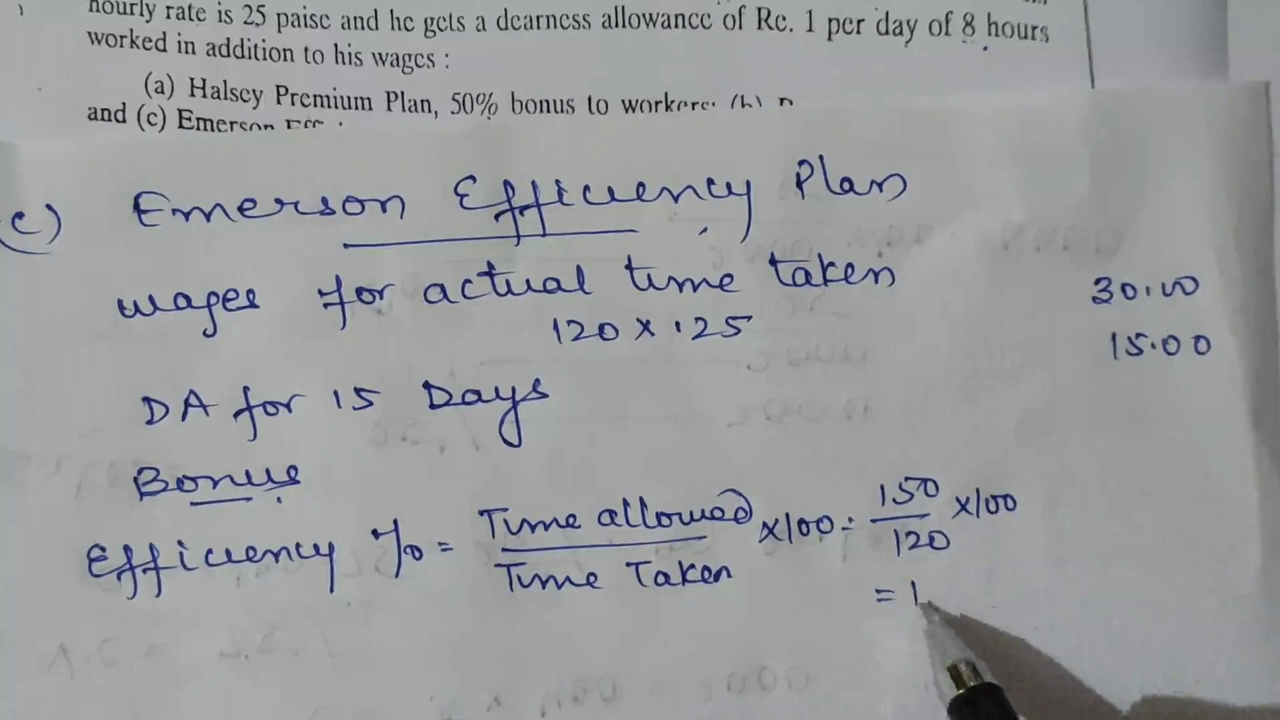 hourly rate is 25 paise and he gets a dearness allowance of Re. 1 per day of 8 hours
worked in addition to his wages :
(a) Halsey Premium Plan, 50% bonus to workers; (b)
and (c) Emerson
c) Emerson Efficiency Plan
wages for actual time taken 30.00
120 x .25 15.00
DA for 15 Days
Bonus
Efficiency % = Time allowed / Time Taken x100 = 150 / 120 x100
= 1